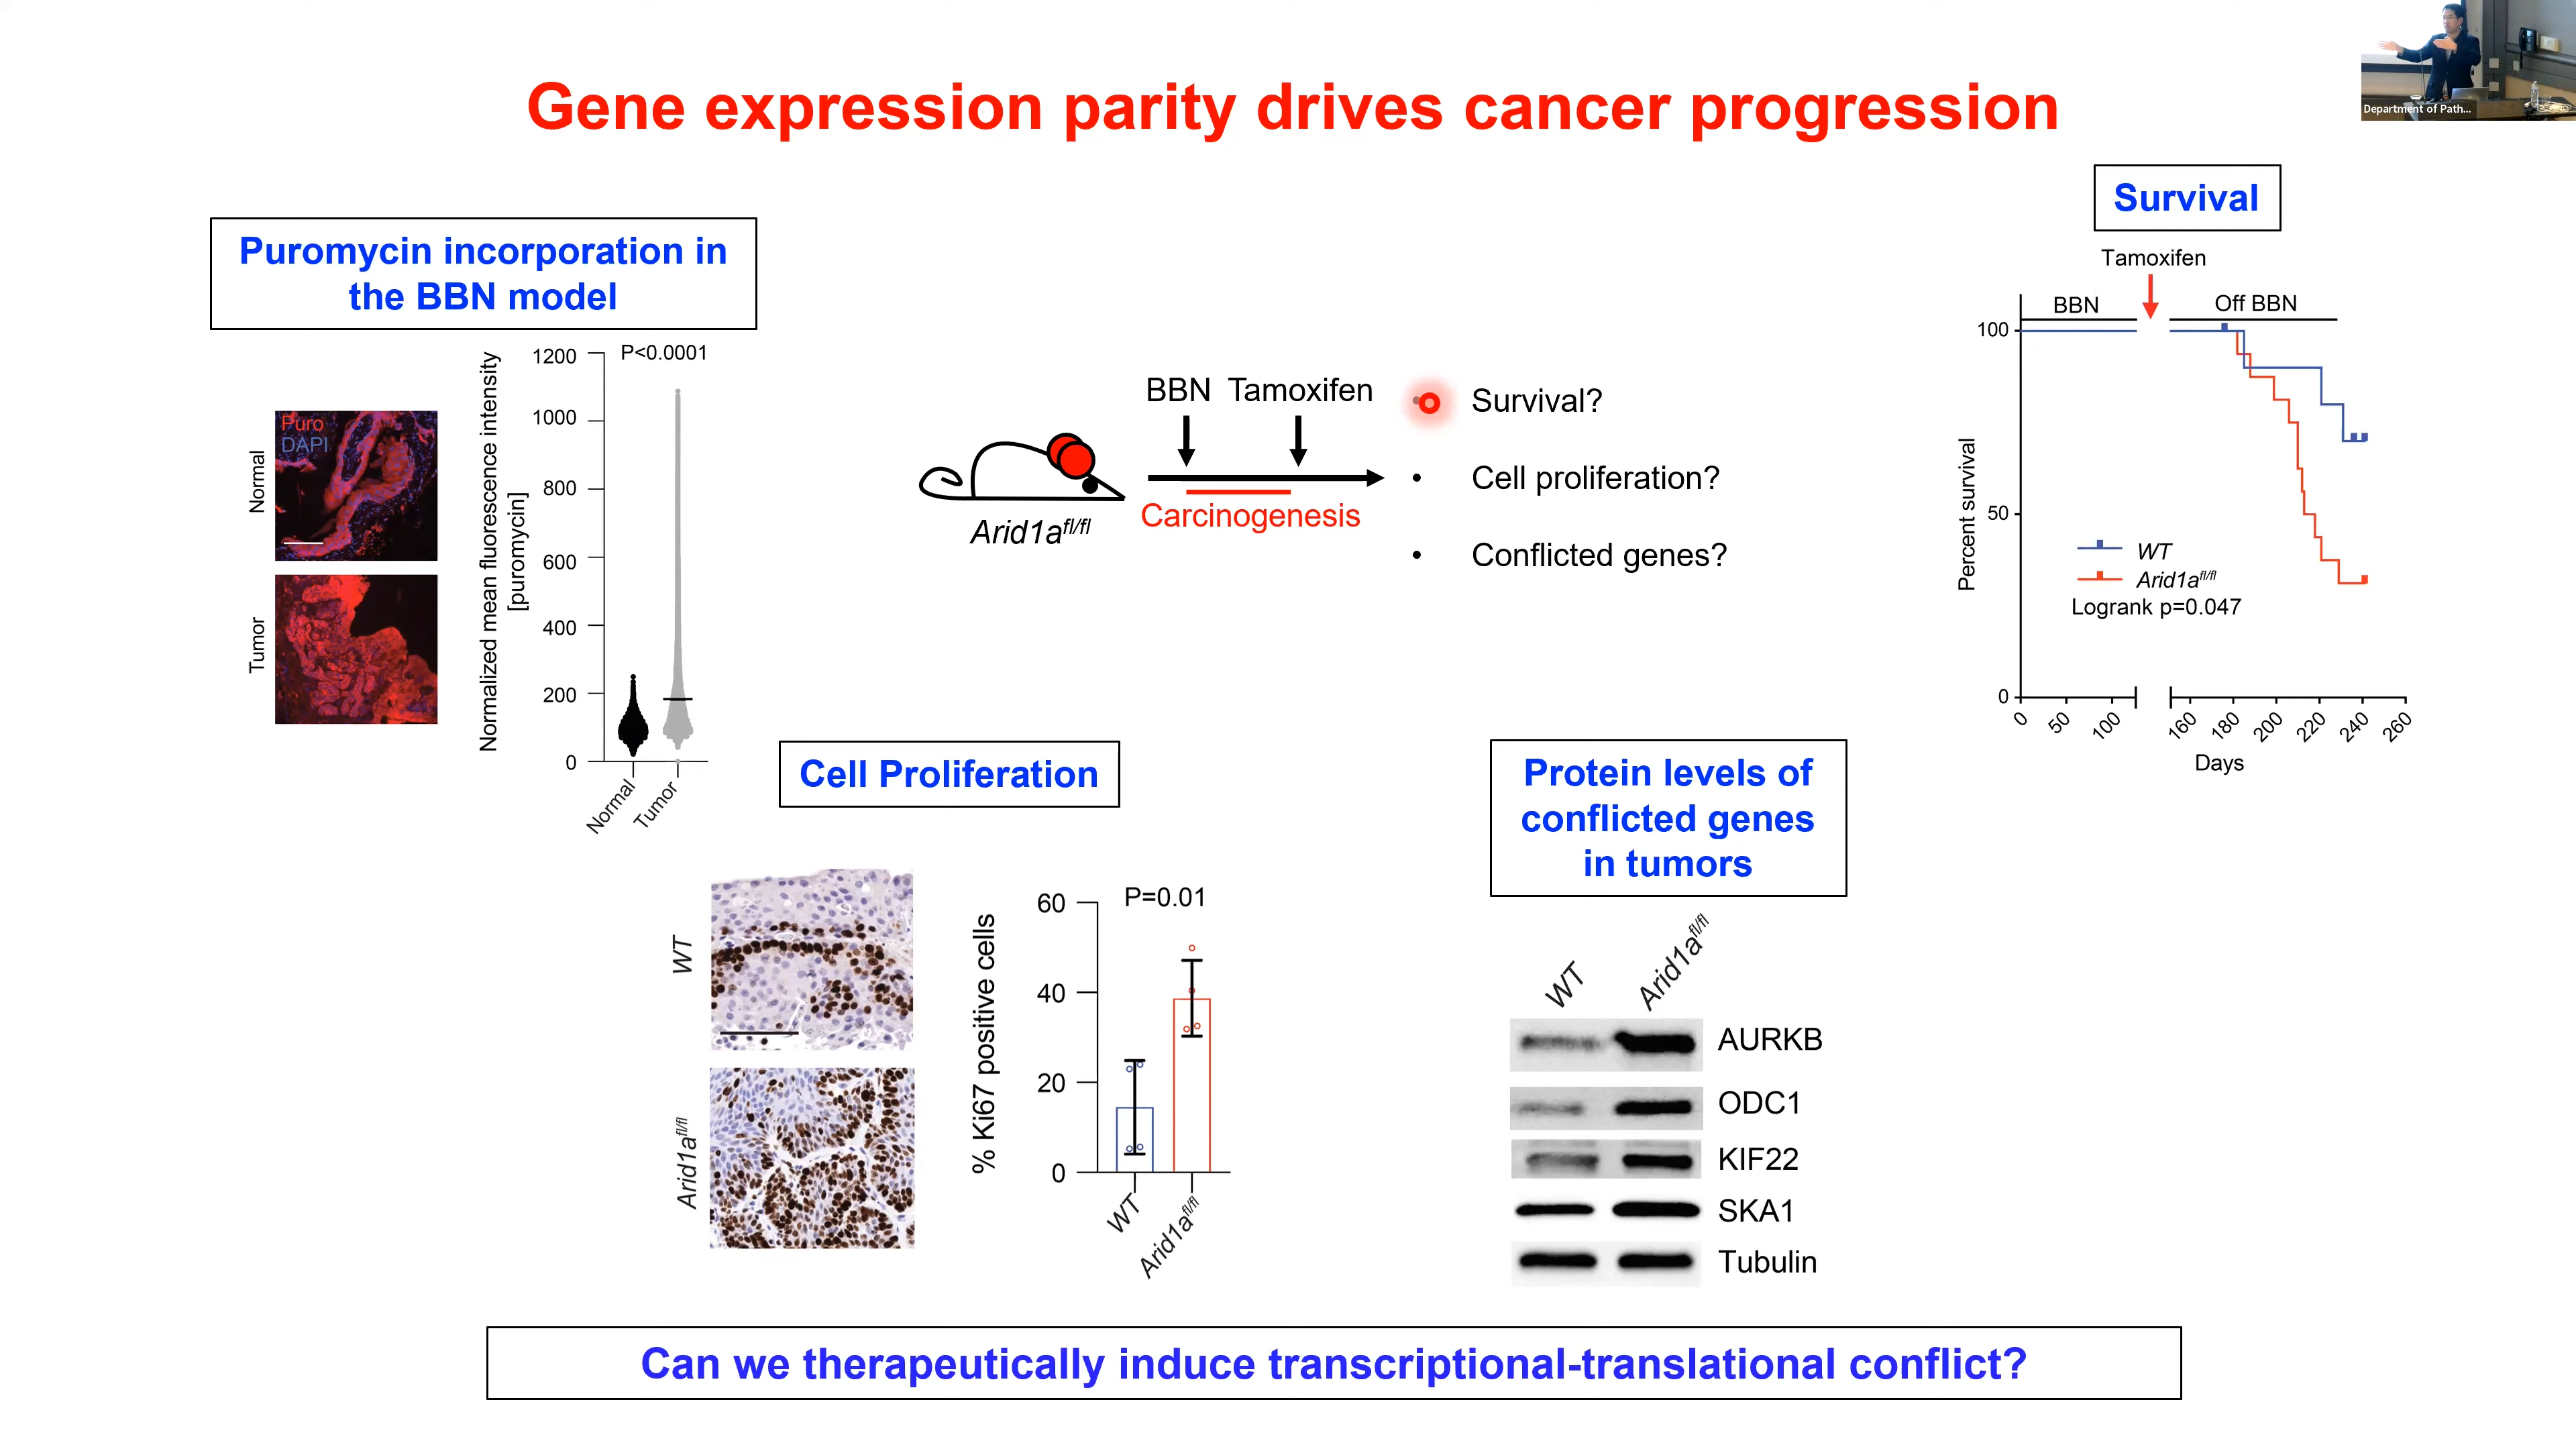 Gene expression parity drives cancer progression
Department of Path...
Puromycin incorporation in
the BBN model
Normal
Puro
DAPI
Tumor
Normalized mean fluorescence intensity
[puromycin]
P<0.0001
1200
1000
800
600
400
200
0
Normal
Tumor
BBN
Tamoxifen
Carcinogenesis
Arid1afl/fl
• Survival?
• Cell proliferation?
• Conflicted genes?
Survival
Tamoxifen
BBN
Off BBN
Percent survival
100
50
0
WT
Arid1afl/fl
Logrank p=0.047
0 50 100 160 180 200 220 240 260
Days
Cell Proliferation
WT
Arid1afl/fl
% Ki67 positive cells
P=0.01
60
40
20
0
WT
Arid1afl/fl
Protein levels of
conflicted genes
in tumors
WT
Arid1afl/fl
AURKB
ODC1
KIF22
SKA1
Tubulin
Can we therapeutically induce transcriptional-translational conflict?